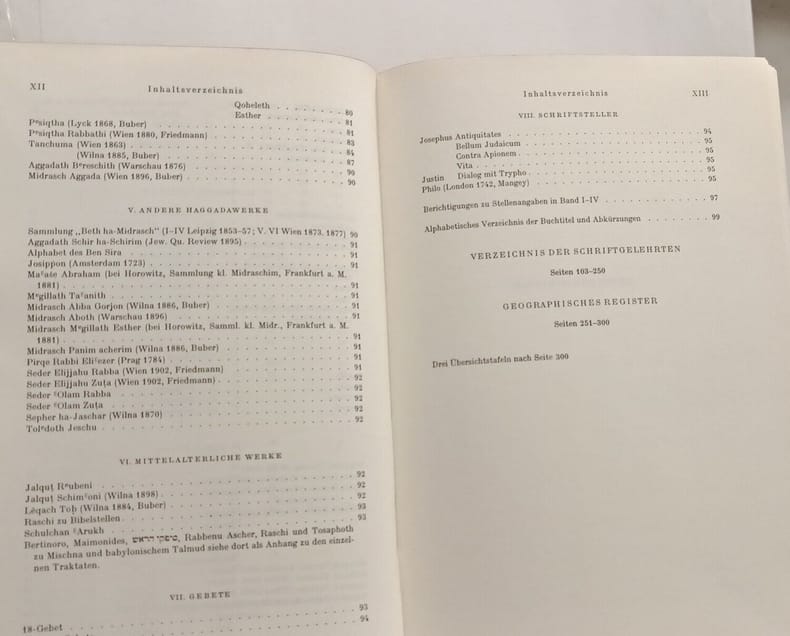 XII
Inhaltsverzeichnis
Qoheleth . . . . . . . . 80
Esther . . . . . . . . 81
Pᵉsiqtha (Lyck 1868, Buber) . . . . . . . . 81
Pᵉsiqtha Rabbathi (Wien 1880, Friedmann) . . . . . . . . 83
Tanchuma (Wien 1863) . . . . . . . . 84
(Wilna 1885, Buber) . . . . . . . . 87
Aggadath Bᵉreschith (Warschau 1876) . . . . . . . . 90
Midrasch Aggada (Wien 1896, Buber) . . . . . . . . 90
V. ANDERE HAGGADAWERKE
Sammlung „Beth ha-Midrasch" (I–IV Leipzig 1853–57; V. VI Wien 1873. 1877) 90
Aggadath Schir ha-Schirim (Jew. Qu. Review 1895) . . . . . . . . 91
Alphabet des Ben Sira . . . . . . . . 91
Josippon (Amsterdam 1723) . . . . . . . . 91
Maʿase Abraham (bei Horowitz, Sammlung kl. Midraschim, Frankfurt a. M.
1881) . . . . . . . . 91
Mᵉgillath Taʿanith . . . . . . . . 91
Midrasch Abba Gorjon (Wilna 1886, Buber) . . . . . . . . 91
Midrasch Aboth (Warschau 1896) . . . . . . . . 91
Midrasch Mᵉgillath Esther (bei Horowitz, Samml. kl. Midr., Frankfurt a. M.
1881) . . . . . . . . 91
Midrasch Panim acherim (Wilna 1886, Buber) . . . . . . . . 91
Pirqe Rabbi Eliʿezer (Prag 1784) . . . . . . . . 91
Seder Elijjahu Rabba (Wien 1902, Friedmann) . . . . . . . . 91
Seder Elijjahu Zuṭa (Wien 1902, Friedmann) . . . . . . . . 92
Seder ʿOlam Rabba . . . . . . . . 92
Seder ʿOlam Zuṭa . . . . . . . . 92
Sepher ha-Jaschar (Wilna 1870) . . . . . . . . 92
Tolᵉdoth Jeschu . . . . . . . . 92
VI. MITTELALTERLICHE WERKE
Jalquṭ Rᵉubeni . . . . . . . . 92
Jalquṭ Schimʿoni (Wilna 1898) . . . . . . . . 92
Lèqach Ṭob (Wilna 1884, Buber) . . . . . . . . 92
Raschi zu Bibelstellen . . . . . . . . 93
Schulchan ʿArukh . . . . . . . . 93
Bertinoro, Maimonides, פיסקי הראש, Rabbenu Ascher, Raschi und Tosaphoth
zu Mischna und babylonischem Talmud siehe dort als Anhang zu den einzel-
nen Traktaten.
VII. GEBETE
18-Gebet . . . . . . . . 93
94
Inhaltsverzeichnis
XIII
VIII. SCHRIFTSTELLER
Josephus Antiquitates . . . . . . . . 94
Bellum Judaicum . . . . . . . . 95
Contra Apionem . . . . . . . . 95
Vita . . . . . . . . 95
Justin Dialog mit Trypho . . . . . . . . 95
Philo (London 1742, Mangey) . . . . . . . . 95
Berichtigungen zu Stellenangaben in Band I–IV . . . . . . . . 97
Alphabetisches Verzeichnis der Buchtitel und Abkürzungen . . . . . . . . 99
VERZEICHNIS DER SCHRIFTGELEHRTEN
Seiten 103–250
GEOGRAPHISCHES REGISTER
Seiten 251–300
Drei Übersichtstafeln nach Seite 300